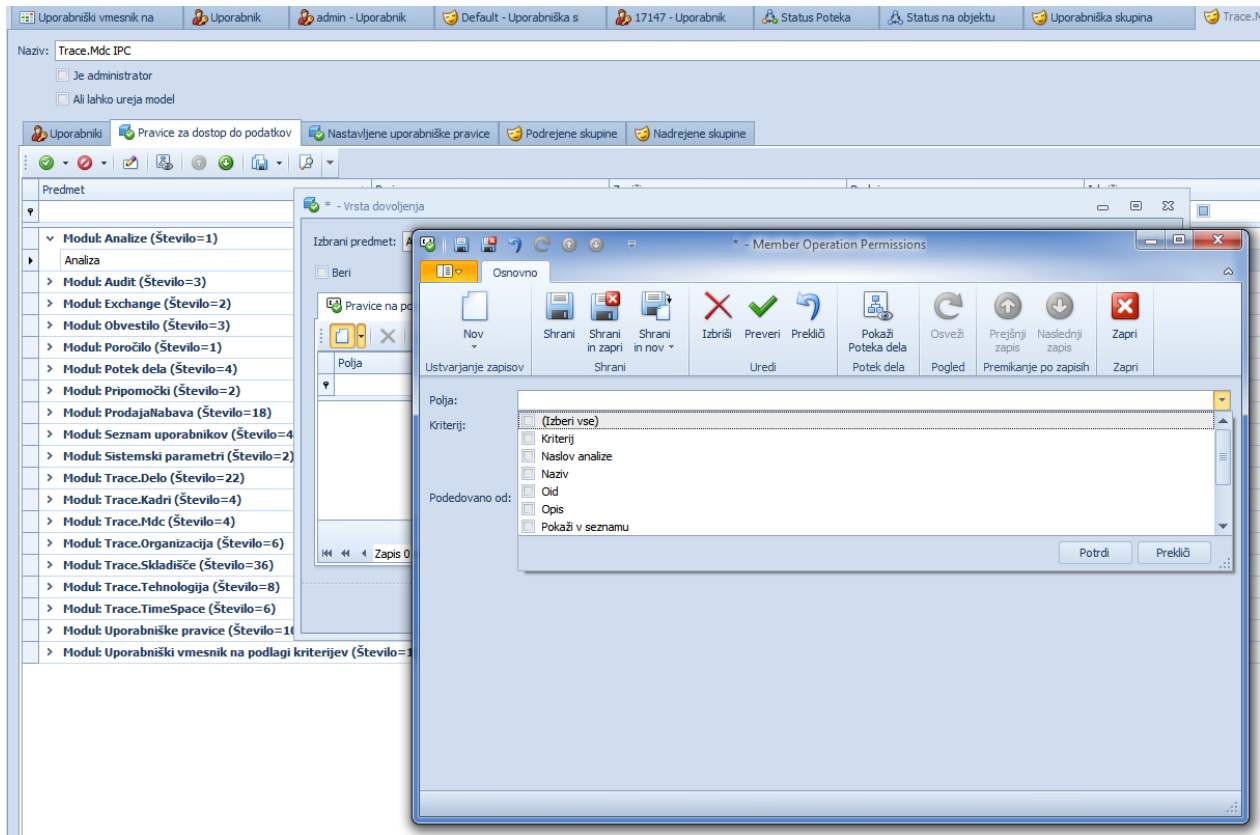 Uporabniški vmesnik na
Uporabnik
admin - Uporabnik
Default - Uporabniška s
17147 - Uporabnik
Status Poteka
Status na objektu
Uporabniška skupina
Trace.M
Naziv: Trace.Mdc IPC
Je administrator
Ali lahko ureja model
Uporabniki
Pravice za dostop do podatkov
Nastavljene uporabniške pravice
Podrejene skupine
Nadrejene skupine
Predmet
Modul: Analize (Število=1)
Analiza
Modul: Audit (Število=3)
Modul: Exchange (Število=2)
Modul: Obvestilo (Število=3)
Modul: Poročilo (Število=1)
Modul: Potek dela (Število=4)
Modul: Pripomočki (Število=2)
Modul: ProdajaNabava (Število=18)
Modul: Seznam uporabnikov (Število=4
Modul: Sistemski parametri (Število=2)
Modul: Trace.Delo (Število=22)
Modul: Trace.Kadri (Število=4)
Modul: Trace.Mdc (Število=4)
Modul: Trace.Organizacija (Število=6)
Modul: Trace.Skladišče (Število=36)
Modul: Trace.Tehnologija (Število=8)
Modul: Trace.TimeSpace (Število=6)
Modul: Uporabniške pravice (Število=10
Modul: Uporabniški vmesnik na podlagi kriterijev (Število=1
* - Vrsta dovoljenja
Izbrani predmet: A
Beri
Pravice na po
Polja
Zapis 0
* - Member Operation Permissions
Osnovno
Nov
Shrani
Shrani in zapri
Shrani in nov
Izbriši
Preveri
Prekliči
Pokaži Poteka dela
Osveži
Prejšnji zapis
Naslednji zapis
Zapri
Ustvarjanje zapisov
Shrani
Uredi
Potek dela
Pogled
Premikanje po zapisih
Zapri
Polja:
Kriterij:
Podedovano od:
(Izberi vse)
Kriterij
Naslov analize
Naziv
Oid
Opis
Pokaži v seznamu
Potrdi
Prekliči